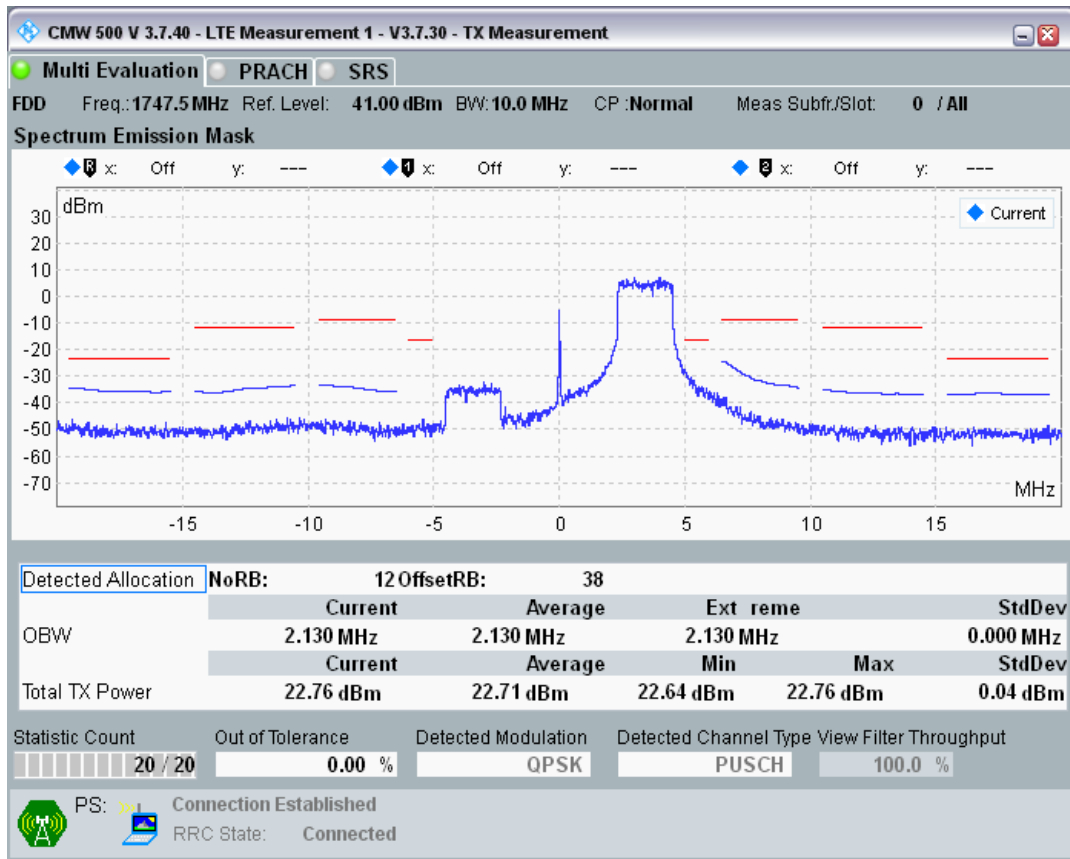 CMW 500 V 3.7.40 - LTE Measurement 1 - V3.7.30 - TX Measurement
Multi Evaluation PRACH SRS
FDD Freq.: 1747.5 MHz Ref. Level: 41.00 dBm BW: 10.0 MHz CP :Normal Meas Subfr./Slot: 0 / All
Spectrum Emission Mask
R x: Off y: --- 1 x: Off y: --- 2 x: Off y: ---
dBm
Current
30
20
10
0
-10
-20
-30
-40
-50
-60
-70
MHz
-15 -10 -5 0 5 10 15
Detected Allocation NoRB: 12 OffsetRB: 38
Current Average Ext reme StdDev
OBW 2.130 MHz 2.130 MHz 2.130 MHz 0.000 MHz
Current Average Min Max StdDev
Total TX Power 22.76 dBm 22.71 dBm 22.64 dBm 22.76 dBm 0.04 dBm
Statistic Count Out of Tolerance Detected Modulation Detected Channel Type View Filter Throughput
20 / 20 0.00 % QPSK PUSCH 100.0 %
PS: Connection Established
RRC State: Connected